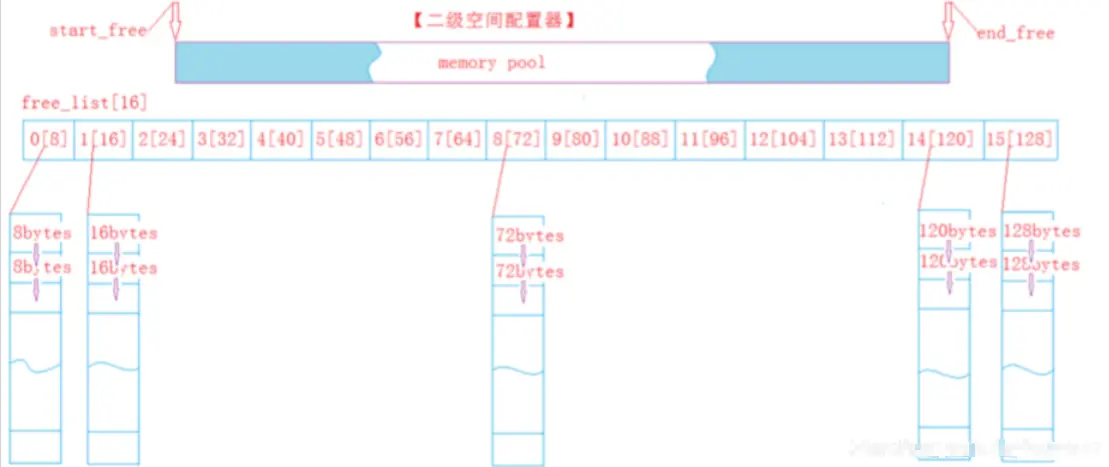 【二级空间配置器】
start_free
end_free
memory pool
free_list[16]
0[8] 1[16] 2[24] 3[32] 4[40] 5[48] 6[56] 7[64] 8[72] 9[80] 10[88] 11[96] 12[104] 13[112] 14[120] 15[128]
8bytes 16bytes 72bytes 120bytes 128bytes
8bytes 16bytes 72bytes 120bytes 128bytes